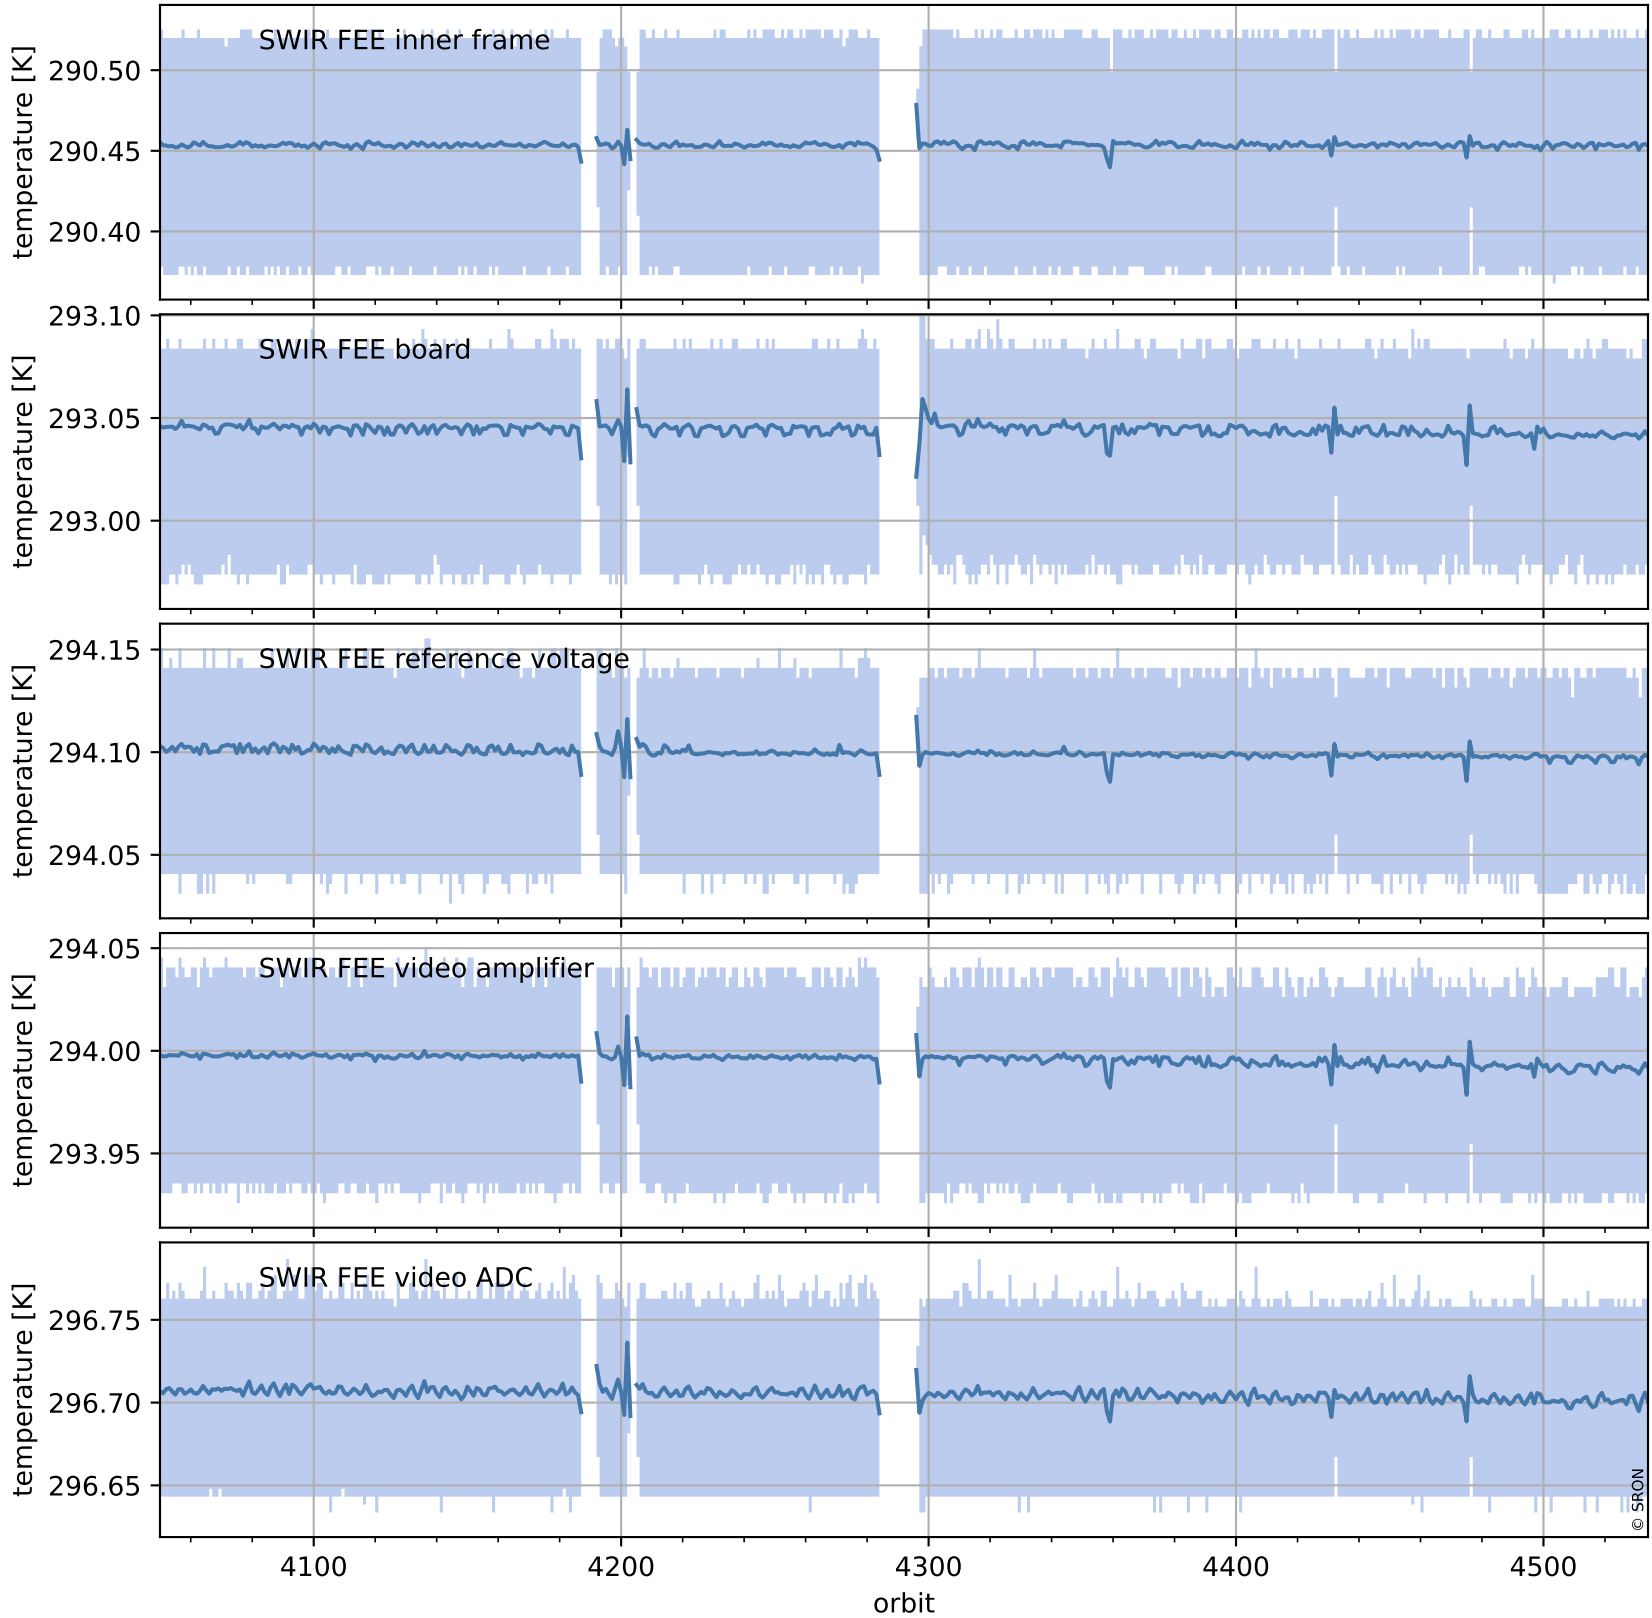 SWIR FEE inner frame
temperature [K]
290.50
290.45
290.40
SWIR FEE board
temperature [K]
293.10
293.05
293.00
SWIR FEE reference voltage
temperature [K]
294.15
294.10
294.05
SWIR FEE video amplifier
temperature [K]
294.05
294.00
293.95
SWIR FEE video ADC
temperature [K]
296.75
296.70
296.65
© SRON
4100 4200 4300 4400 4500
orbit